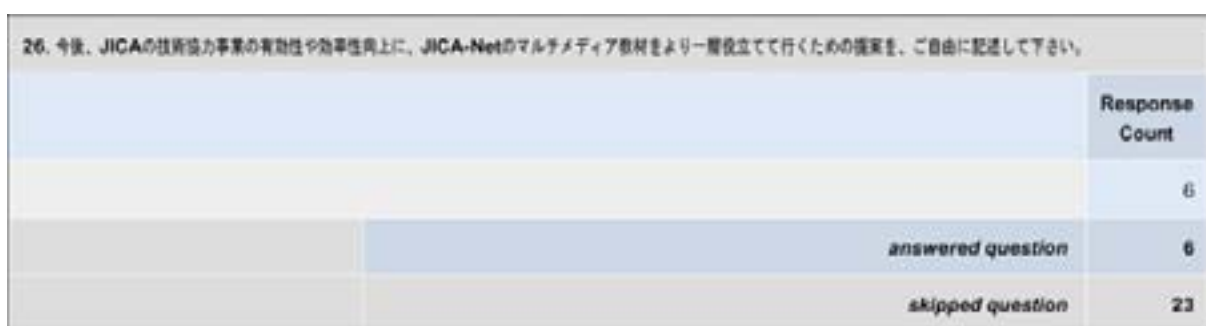 26. 今後、JICAの技術協力事業の有効性や効率性向上に、JICA-Netのマルチメディア教材をより一層役立てて行くための提案を、ご自由に記述して下さい。
Response
Count
6
answered question 6
skipped question 23